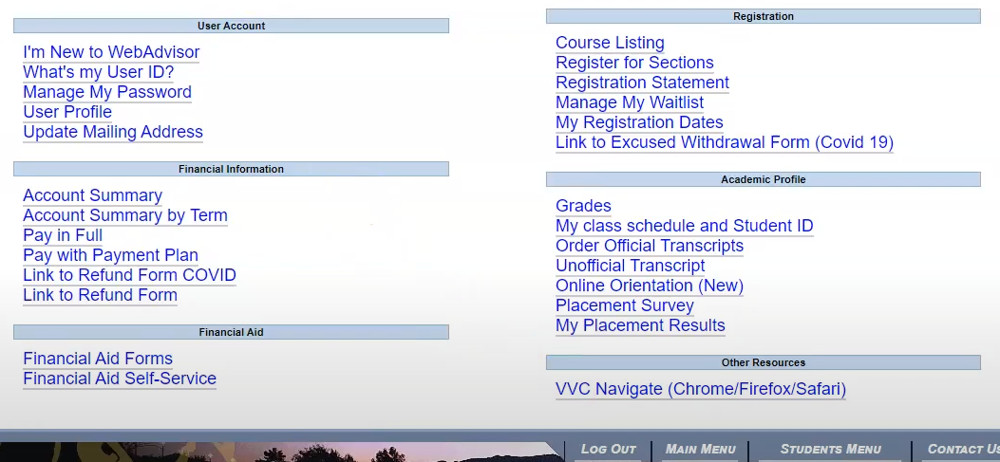 User Account
I'm New to WebAdvisor
What's my User ID?
Manage My Password
User Profile
Update Mailing Address
Financial Information
Account Summary
Account Summary by Term
Pay in Full
Pay with Payment Plan
Link to Refund Form COVID
Link to Refund Form
Financial Aid
Financial Aid Forms
Financial Aid Self-Service
Registration
Course Listing
Register for Sections
Registration Statement
Manage My Waitlist
My Registration Dates
Link to Excused Withdrawal Form (Covid 19)
Academic Profile
Grades
My class schedule and Student ID
Order Official Transcripts
Unofficial Transcript
Online Orientation (New)
Placement Survey
My Placement Results
Other Resources
VVC Navigate (Chrome/Firefox/Safari)
LOG OUT MAIN MENU STUDENTS MENU CONTACT US